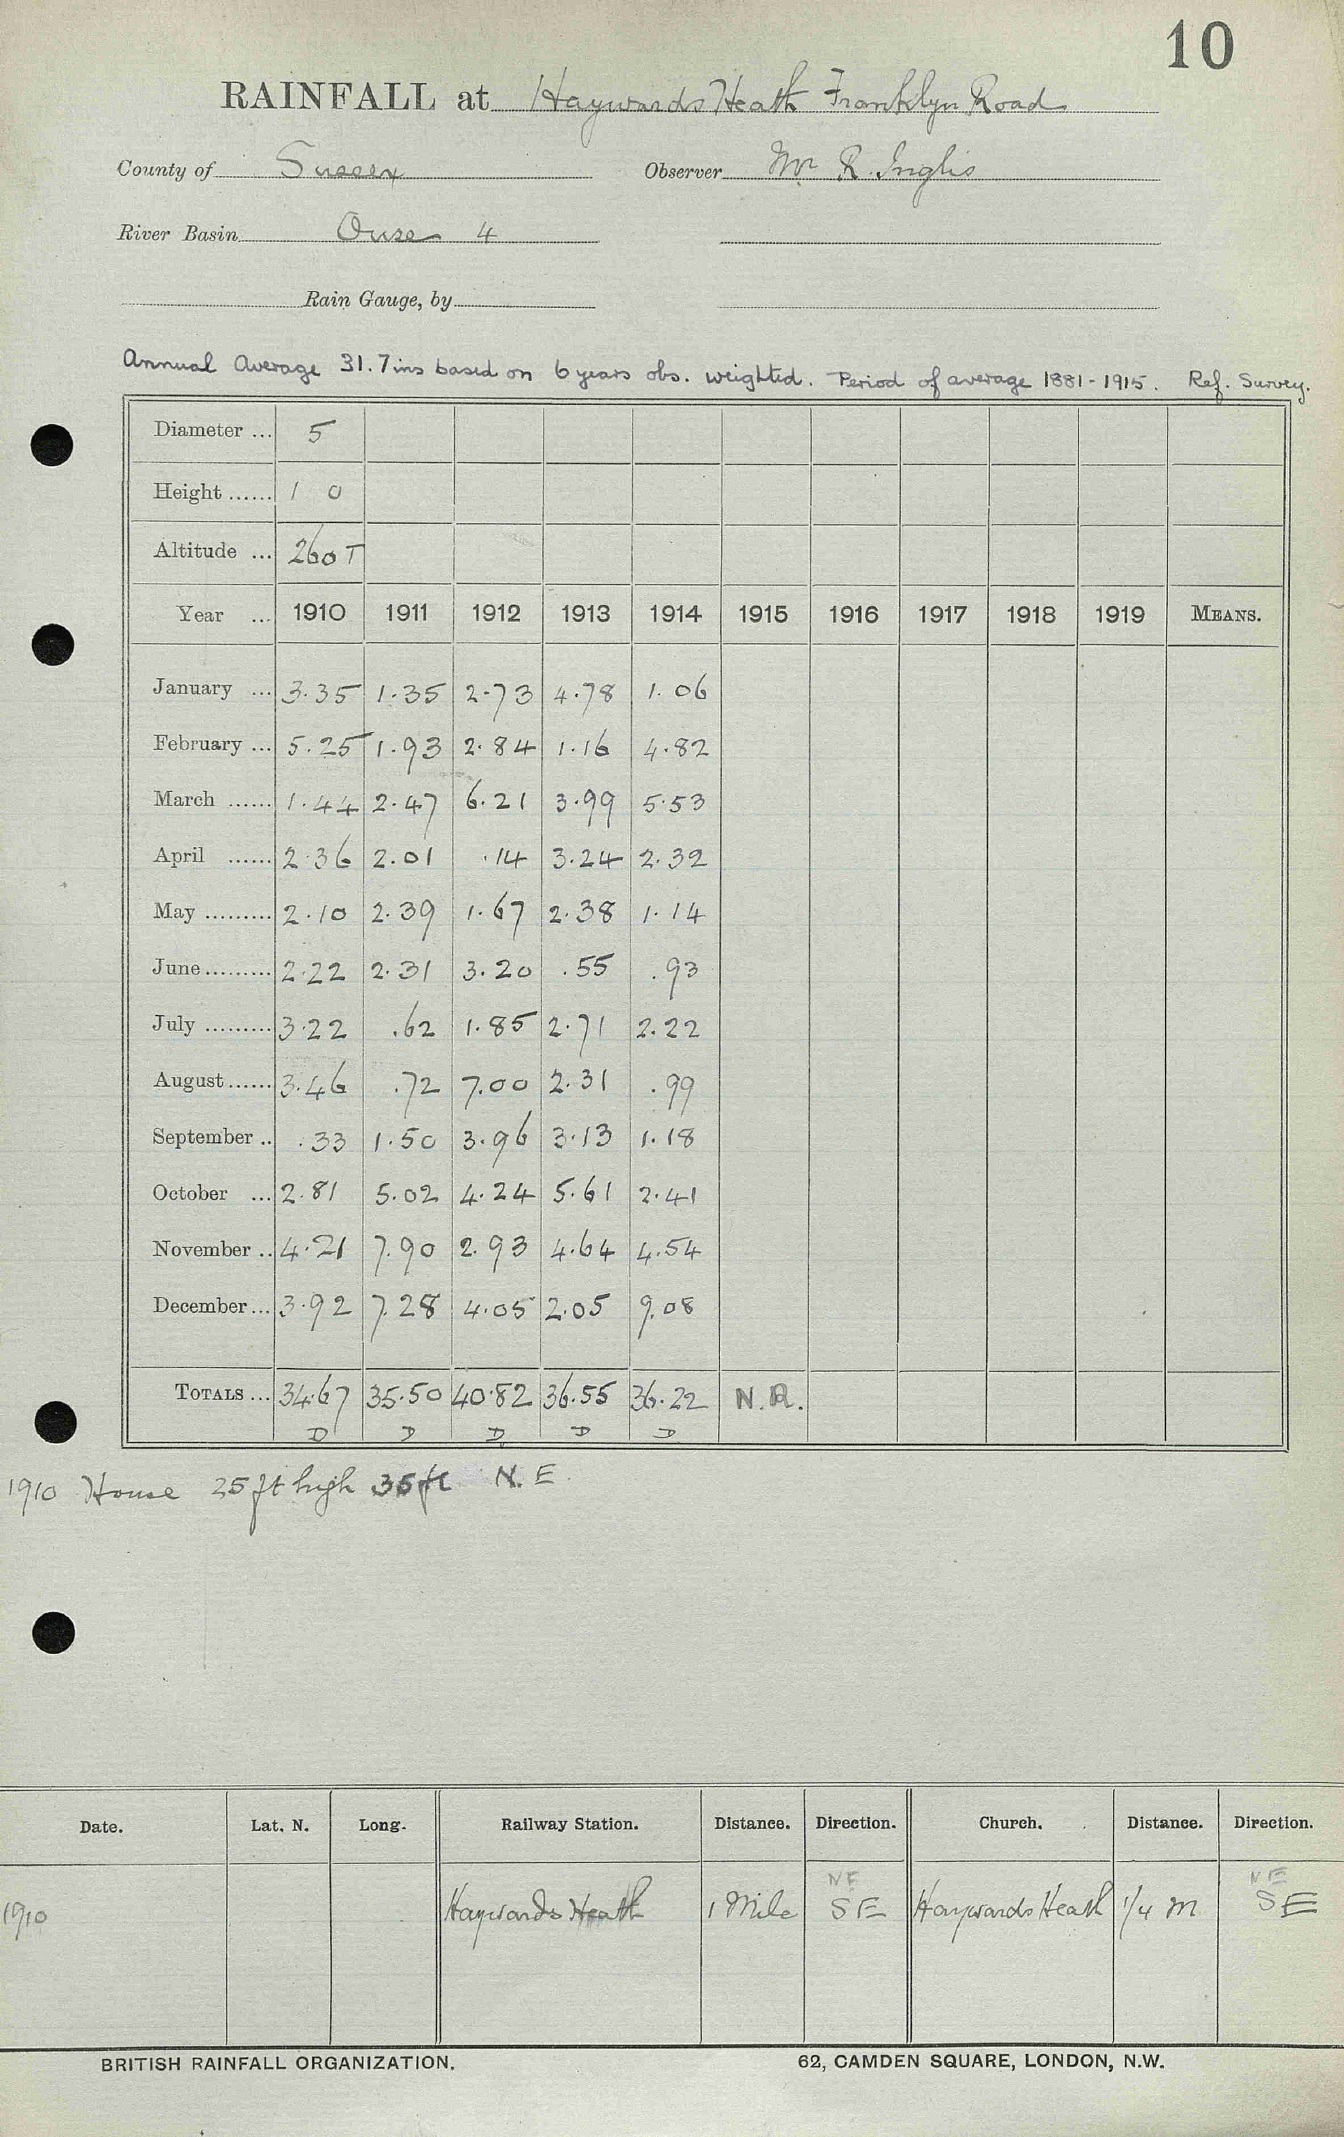 10
RAINFALL at Haywards Heath Franklyn Road
County of Sussex Observer Mr R. Inglis
River Basin Ouse 4
Rain Gauge, by
Annual Average 31.7 ins based on 6 years obs. weighted. Period of average 1881-1915. Ref. Survey.
Diameter ... 5
Height ...... 1 0
Altitude ... 260 T
Year ... 1910 1911 1912 1913 1914 1915 1916 1917 1918 1919 MEANS.
January ... 3.35 1.35 2.73 4.78 1.06
February ... 5.25 1.93 2.84 1.16 4.82
March ...... 1.44 2.47 6.21 3.99 5.53
April ...... 2.36 2.01 .14 3.24 2.32
May ......... 2.10 2.39 1.67 2.38 1.14
June ......... 2.22 2.31 3.20 .55 .93
July ......... 3.22 .62 1.85 2.71 2.22
August ...... 3.46 .72 7.00 2.31 .99
September .. .33 1.50 3.96 3.13 1.18
October ... 2.81 5.02 4.24 5.61 2.41
November .. 4.21 7.90 2.93 4.64 4.54
December ... 3.92 7.28 4.05 2.05 9.08
TOTALS ... 34.67 35.50 40.82 36.55 36.22 N.R.
D D D D D
1910 House 25 ft high 35 ft N.E.
Date. Lat. N. Long. Railway Station. Distance. Direction. Church. Distance. Direction.
NE NE
1910 Haywards Heath 1 Mile SE Haywards Heath 1/4 m SE
BRITISH RAINFALL ORGANIZATION. 62, CAMDEN SQUARE, LONDON, N.W.